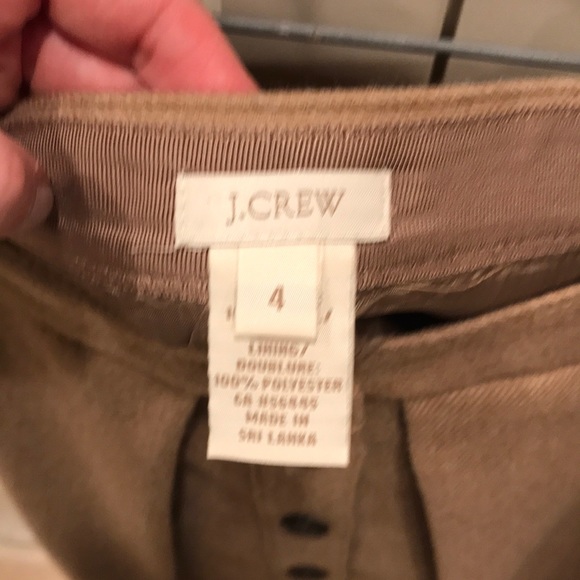 J.CREW
4
LINING/
DOUBLURE:
100% POLYESTER
MADE IN
SRI LANKA